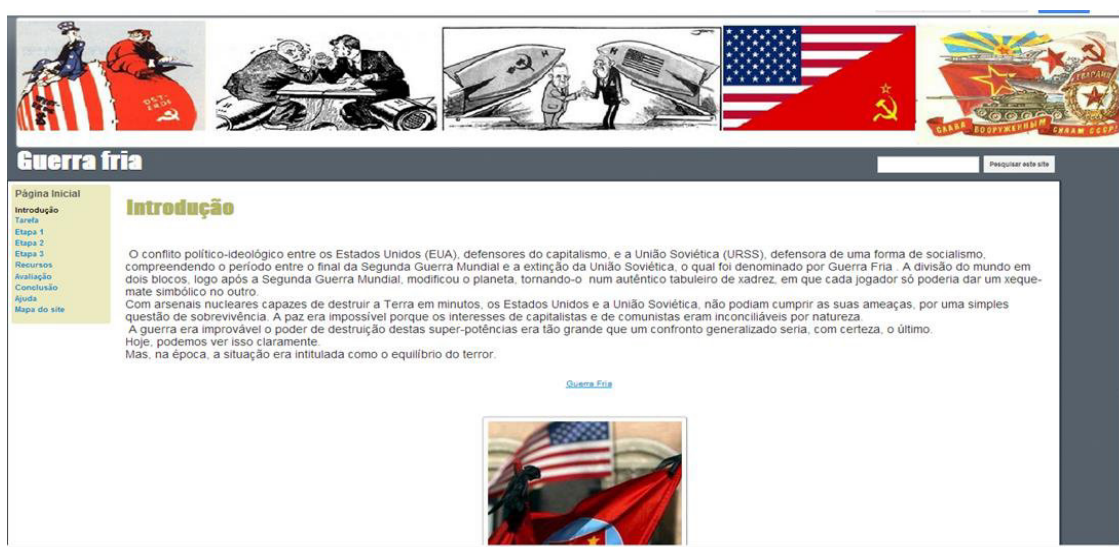 OST-
BLOCK
H
H
СЛАВА ВООРУЖЕННЫМ СИЛАМ СССР
ГВАРДИЯ
Guerra fria
Pesquisar este site
Página Inicial
Introdução
Tarefa
Etapa 1
Etapa 2
Etapa 3
Recursos
Avaliação
Conclusão
Ajuda
Mapa do site
Introdução
O conflito político-ideológico entre os Estados Unidos (EUA), defensores do capitalismo, e a União Soviética (URSS), defensora de uma forma de socialismo,
compreendendo o período entre o final da Segunda Guerra Mundial e a extinção da União Soviética, o qual foi denominado por Guerra Fria . A divisão do mundo em
dois blocos, logo após a Segunda Guerra Mundial, modificou o planeta, tornando-o num autêntico tabuleiro de xadrez, em que cada jogador só poderia dar um xeque-
mate simbólico no outro.
Com arsenais nucleares capazes de destruir a Terra em minutos, os Estados Unidos e a União Soviética, não podiam cumprir as suas ameaças, por uma simples
questão de sobrevivência. A paz era impossível porque os interesses de capitalistas e de comunistas eram inconciliáveis por natureza.
A guerra era improvável o poder de destruição destas super-potências era tão grande que um confronto generalizado seria, com certeza, o último.
Hoje, podemos ver isso claramente.
Mas, na época, a situação era intitulada como o equilíbrio do terror.
Guerra Fria